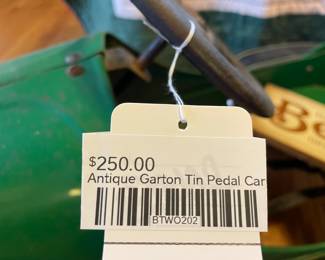 $250.00
Antique Garton Tin Pedal Car
BTWO202